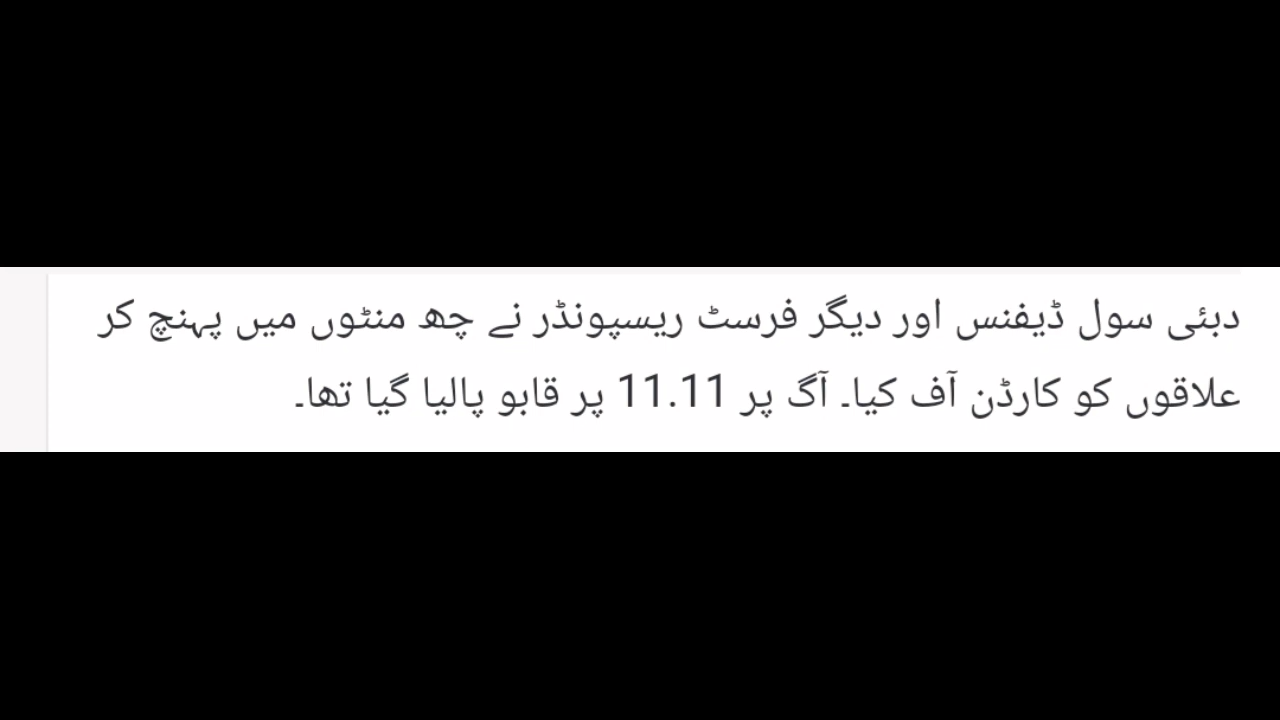 دبئی سول ڈیفنس اور دیگر فرسٹ ریسپونڈر نے چھ منٹوں میں پہنچ کر
علاقوں کو کارڈن آف کیا۔ آگ پر 11.11 پر قابو پالیا گیا تھا۔